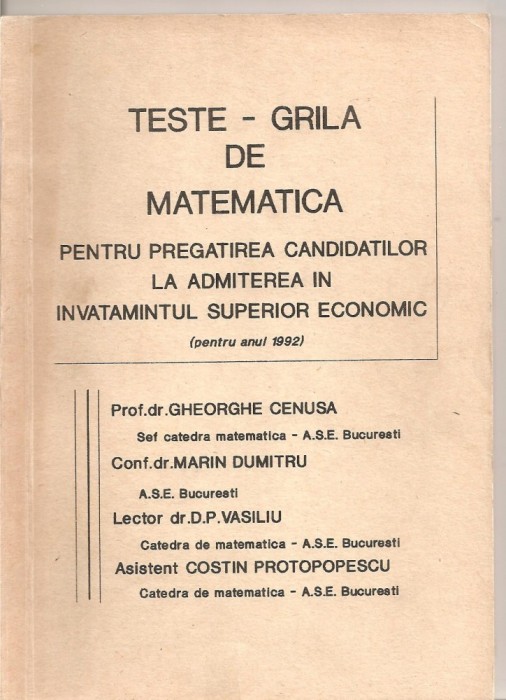 TESTE - GRILA
DE
MATEMATICA
PENTRU PREGATIREA CANDIDATILOR
LA ADMITEREA IN
INVATAMINTUL SUPERIOR ECONOMIC
(pentru anul 1992)
Prof.dr.GHEORGHE CENUSA
Sef catedra matematica - A.S.E. Bucuresti
Conf.dr.MARIN DUMITRU
A.S.E. Bucuresti
Lector dr.D.P.VASILIU
Catedra de matematica - A.S.E. Bucuresti
Asistent COSTIN PROTOPOPESCU
Catedra de matematica - A.S.E. Bucuresti